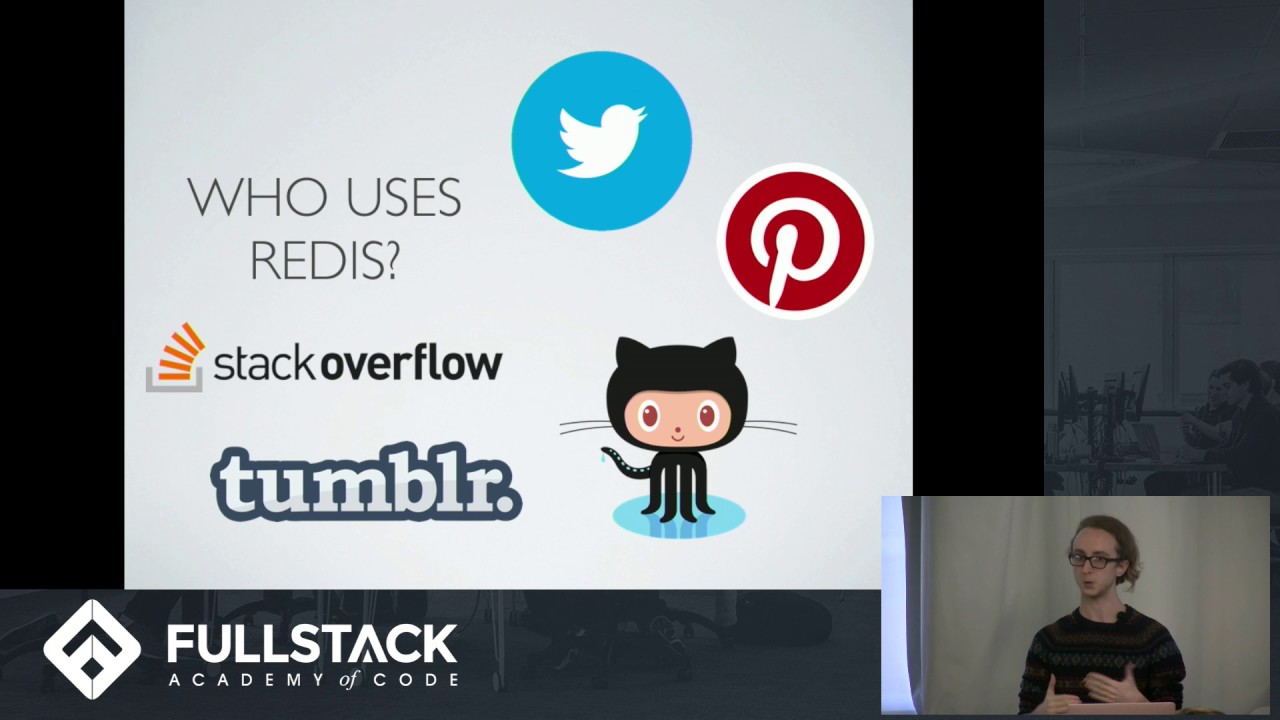 WHO USES
REDIS?
stackoverflow
tumblr.
FULLSTACK
ACADEMY of CODE